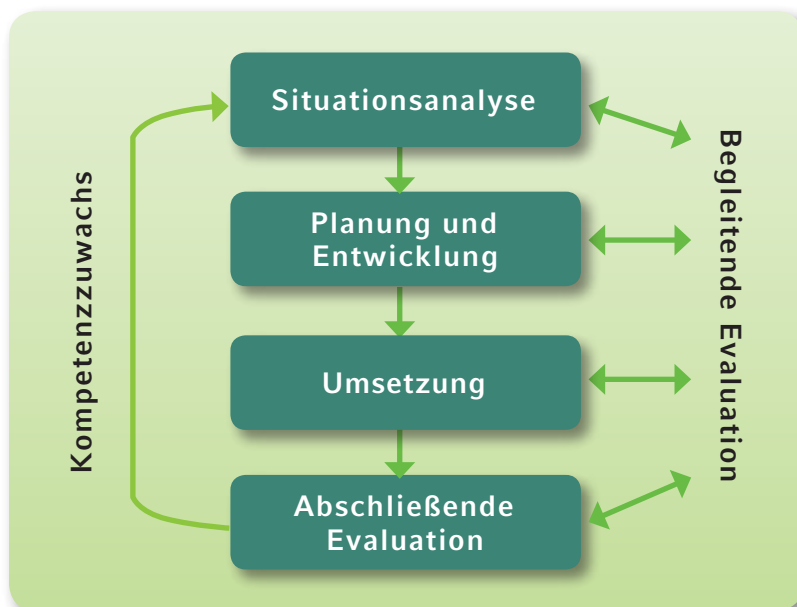 Situationsanalyse
Planung und
Entwicklung
Umsetzung
Abschließende
Evaluation
Kompetenzzuwachs
Begleitende Evaluation